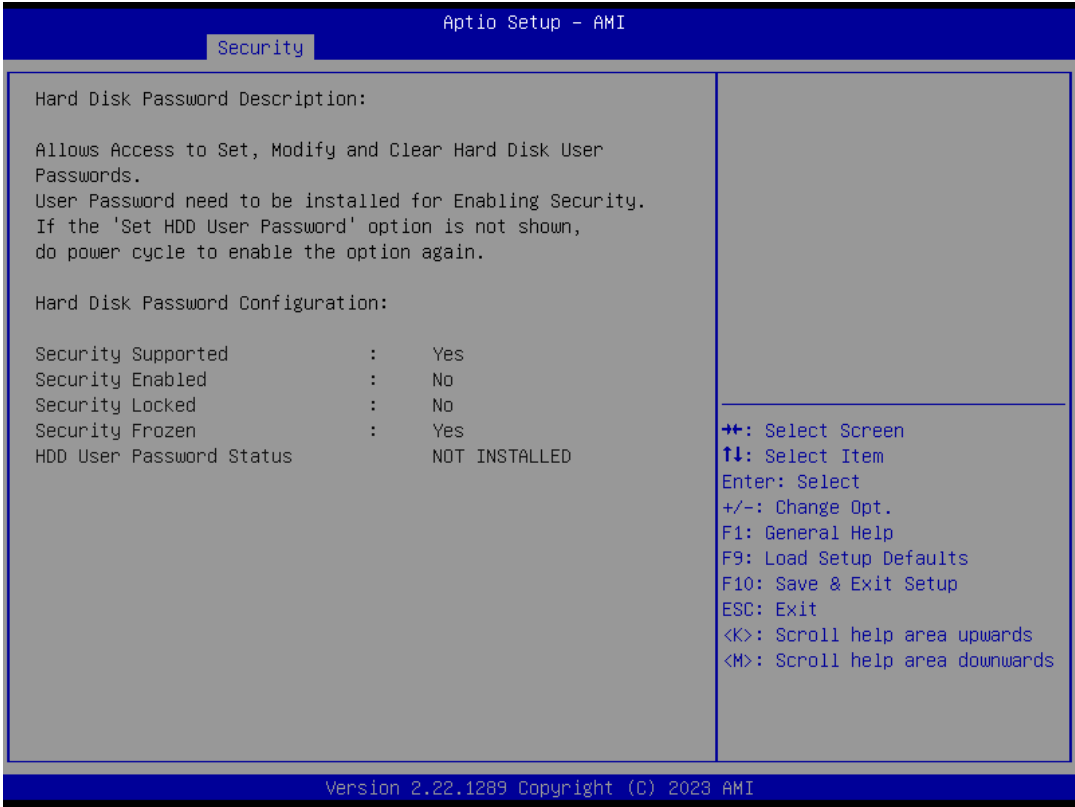 Aptio Setup – AMI
Security
Hard Disk Password Description:
Allows Access to Set, Modify and Clear Hard Disk User
Passwords.
User Password need to be installed for Enabling Security.
If the 'Set HDD User Password' option is not shown,
do power cycle to enable the option again.
Hard Disk Password Configuration:
Security Supported : Yes
Security Enabled : No
Security Locked : No
Security Frozen : Yes
HDD User Password Status NOT INSTALLED
→←: Select Screen
↑↓: Select Item
Enter: Select
+/-: Change Opt.
F1: General Help
F9: Load Setup Defaults
F10: Save & Exit Setup
ESC: Exit
<K>: Scroll help area upwards
<M>: Scroll help area downwards
Version 2.22.1289 Copyright (C) 2023 AMI